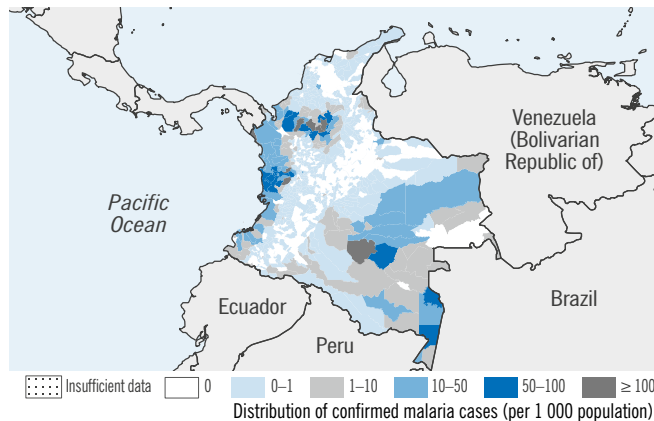 Venezuela
(Bolivarian
Republic of)
Pacific
Ocean
Ecuador
Brazil
Peru
Insufficient data
0
0–1
1–10
10–50
50–100
≥ 100
Distribution of confirmed malaria cases (per 1 000 population)